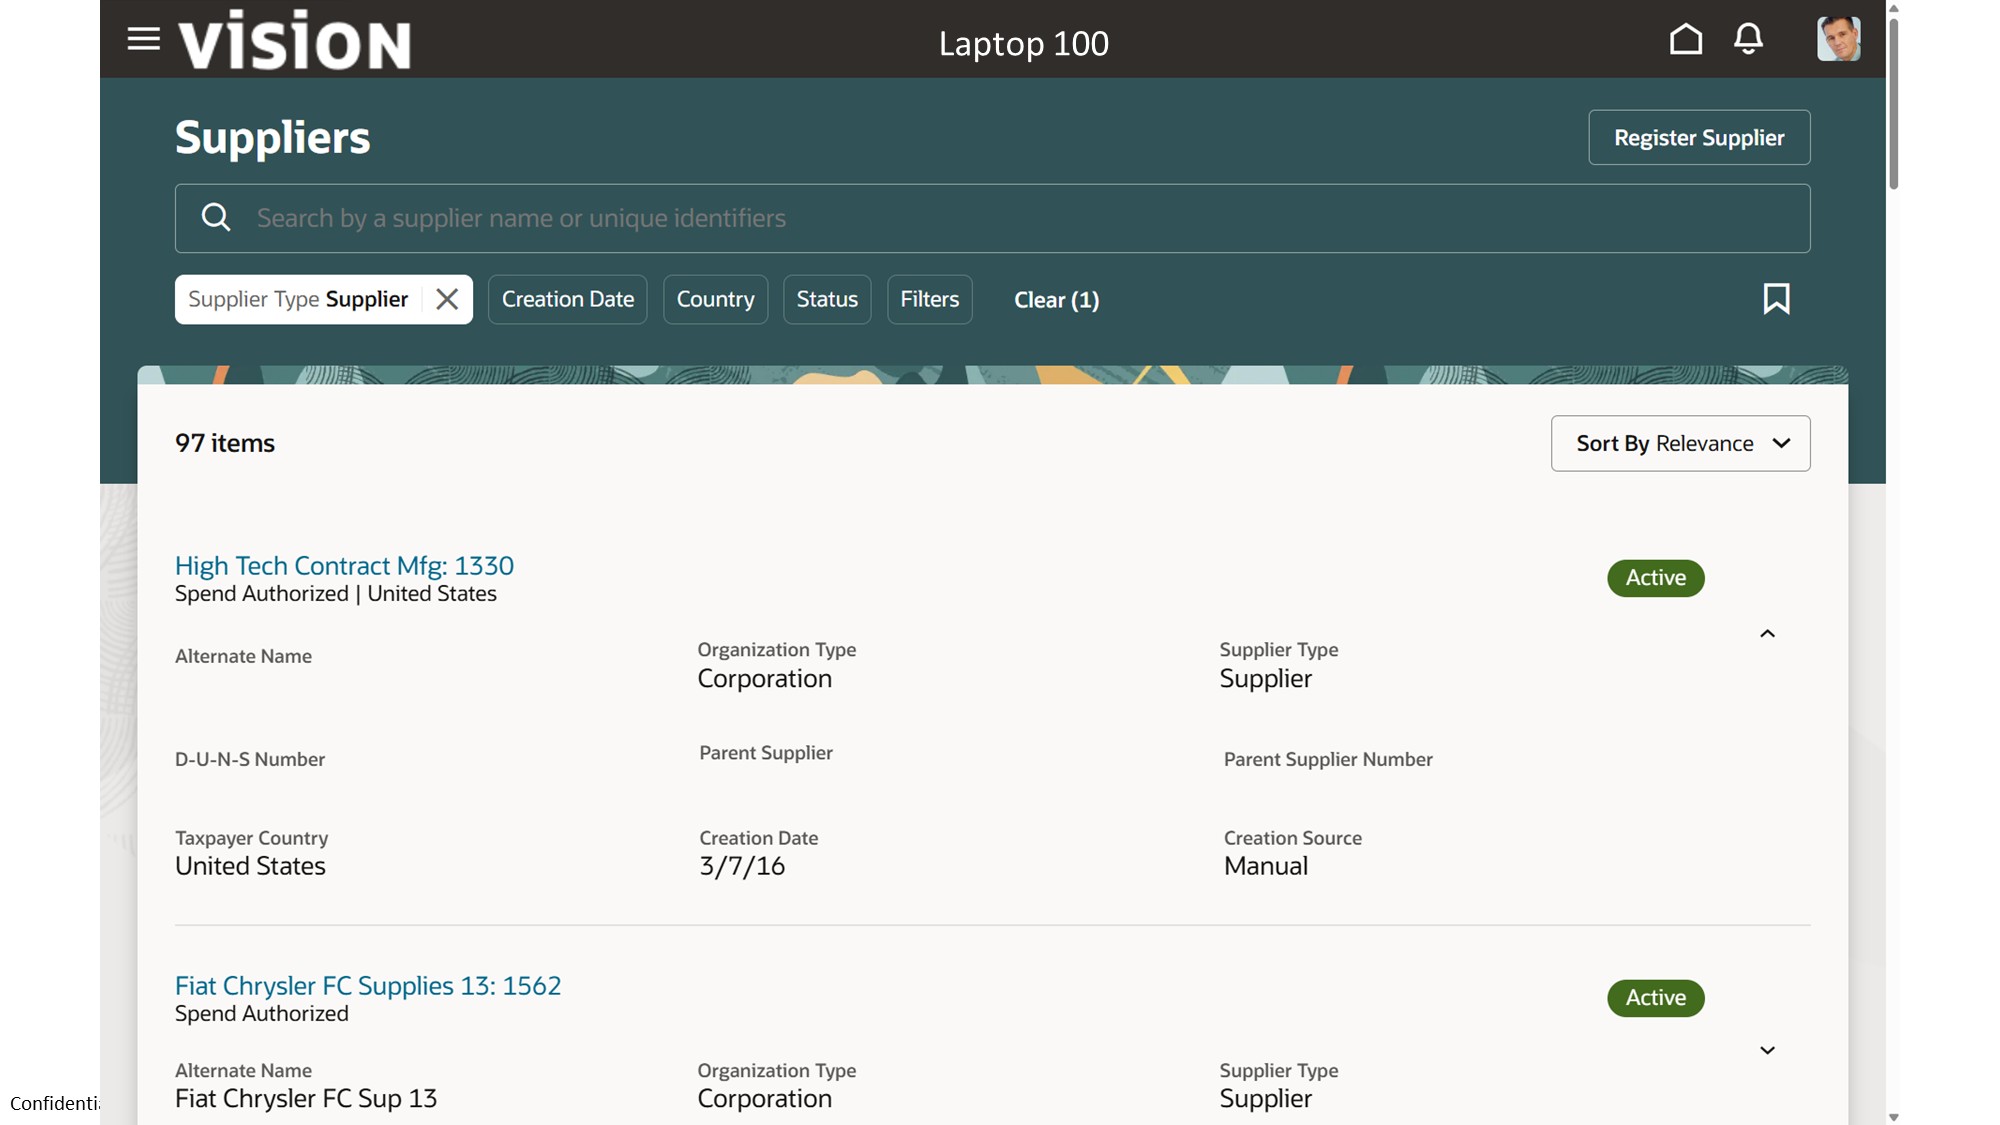 vision
Laptop 100
Suppliers
Register Supplier
Search by a supplier name or unique identifiers
Supplier Type Supplier
Creation Date
Country
Status
Filters
Clear (1)
97 items
Sort By Relevance
High Tech Contract Mfg: 1330
Spend Authorized | United States
Active
Alternate Name
Organization Type
Supplier Type
Corporation
Supplier
D-U-N-S Number
Parent Supplier
Parent Supplier Number
Taxpayer Country
Creation Date
Creation Source
United States
3/7/16
Manual
Fiat Chrysler FC Supplies 13: 1562
Spend Authorized
Active
Alternate Name
Organization Type
Supplier Type
Fiat Chrysler FC Sup 13
Corporation
Supplier